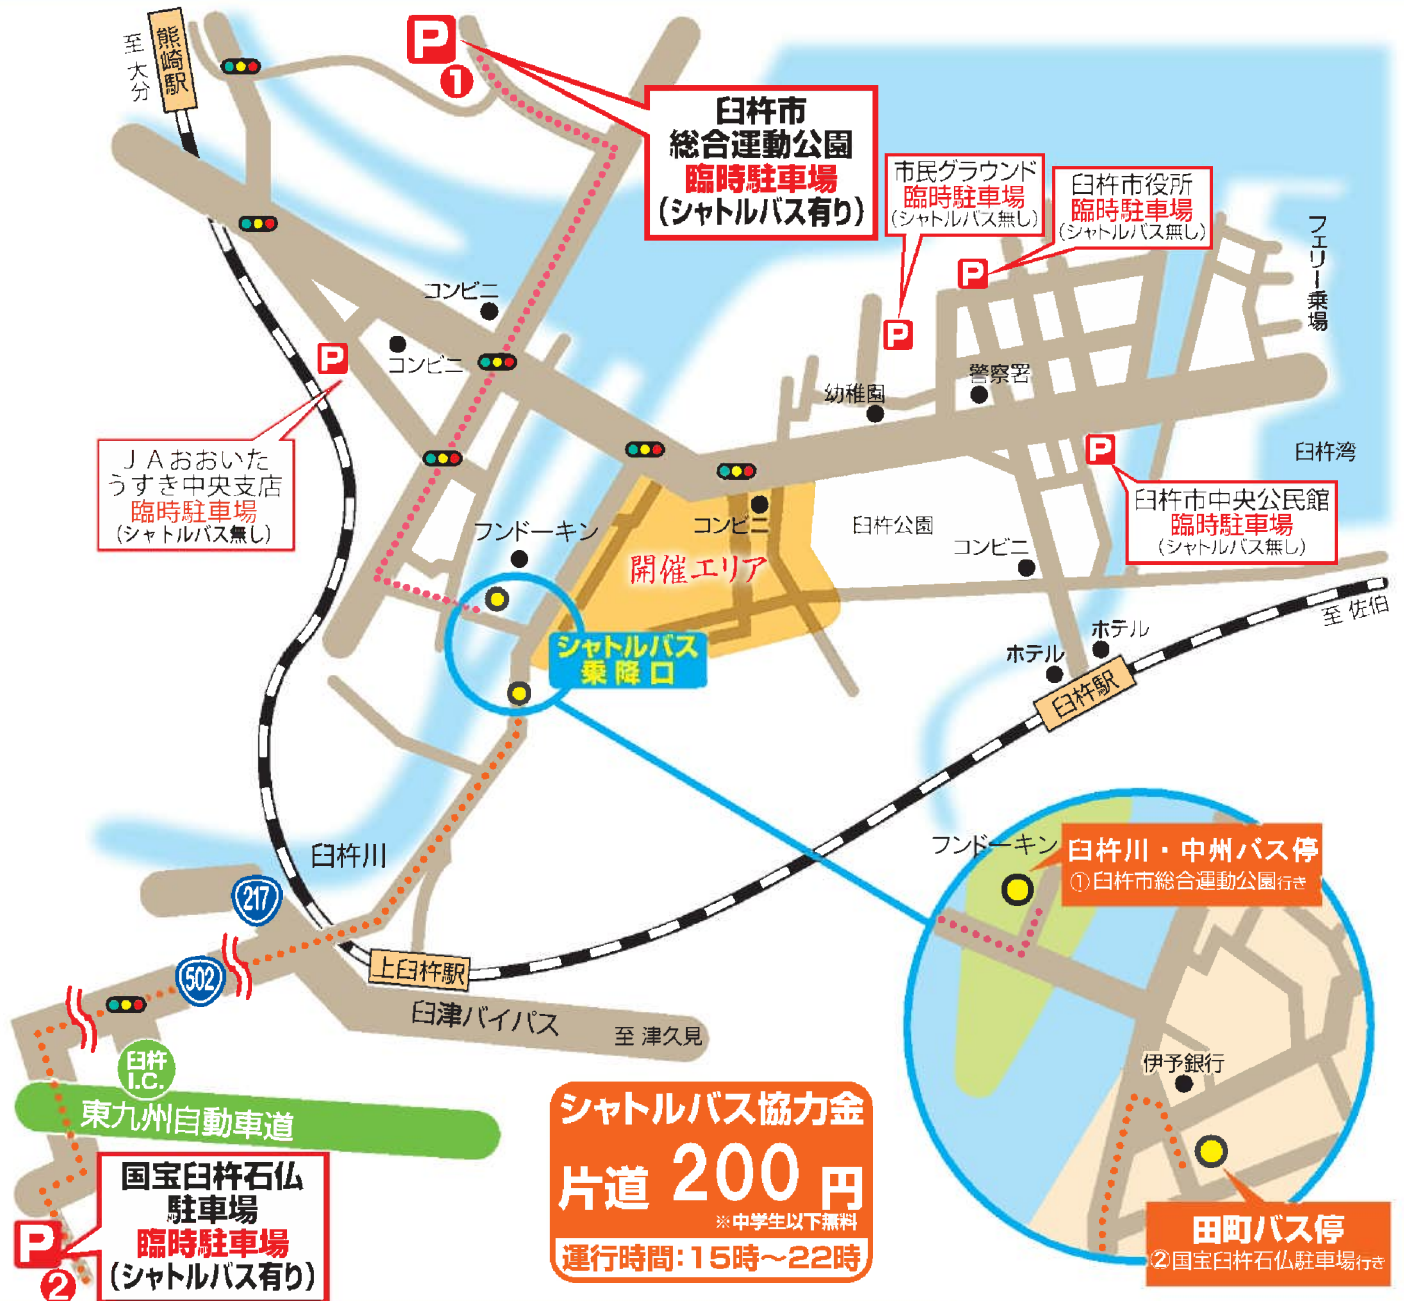 至 大分
熊崎駅
P
1
臼杵市
総合運動公園
臨時駐車場
(シャトルバス有り)
市民グラウンド
臨時駐車場
(シャトルバス無し)
臼杵市役所
臨時駐車場
(シャトルバス無し)
P
P
フェリー乗場
コンビニ
コンビニ
P
幼稚園
警察署
P
臼杵湾
JAおおいた
うすき中央支店
臨時駐車場
(シャトルバス無し)
臼杵市中央公民館
臨時駐車場
(シャトルバス無し)
フンドーキン
コンビニ
臼杵公園
コンビニ
開催エリア
至 佐伯
シャトルバス
乗降口
ホテル
ホテル
臼杵駅
臼杵川
217
502
上臼杵駅
臼津バイパス
至 津久見
臼杵
I.C.
東九州自動車道
国宝臼杵石仏
駐車場
臨時駐車場
(シャトルバス有り)
P
2
シャトルバス協力金
片道 200 円
※中学生以下無料
運行時間:15時～22時
フンドーキン
臼杵川・中州バス停
①臼杵市総合運動公園行き
伊予銀行
田町バス停
②国宝臼杵石仏駐車場行き